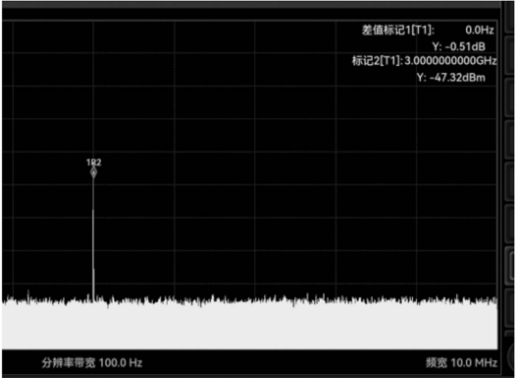 差值标记1[T1]: 0.0Hz
Y: -0.51dB
标记2[T1]: 3.0000000000GHz
Y: -47.32dBm
1R2
分辨率带宽 100.0 Hz
频宽 10.0 MHz